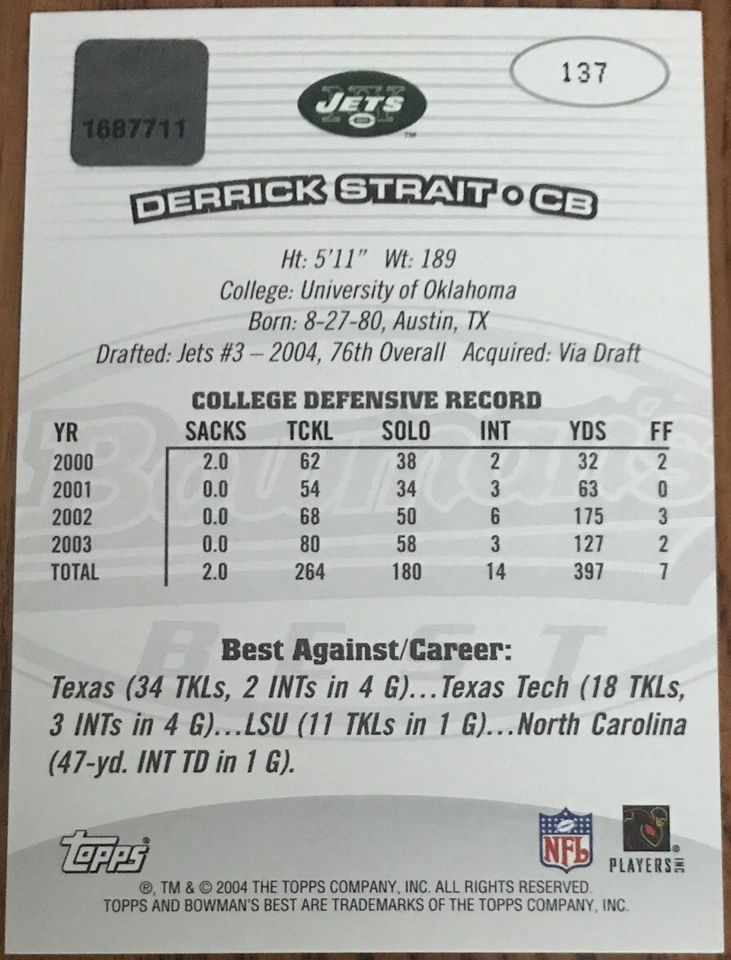 1687711
NY
JETS
™
137
DERRICK STRAIT • CB
Ht: 5'11" Wt: 189
College: University of Oklahoma
Born: 8-27-80, Austin, TX
Drafted: Jets #3 – 2004, 76th Overall Acquired: Via Draft
COLLEGE DEFENSIVE RECORD
YR SACKS TCKL SOLO INT YDS FF
2000 2.0 62 38 2 32 2
2001 0.0 54 34 3 63 0
2002 0.0 68 50 6 175 3
2003 0.0 80 58 3 127 2
TOTAL 2.0 264 180 14 397 7
Bowman's
BEST
Best Against/Career:
Texas (34 TKLs, 2 INTs in 4 G)...Texas Tech (18 TKLs,
3 INTs in 4 G)...LSU (11 TKLs in 1 G)...North Carolina
(47-yd. INT TD in 1 G).
Topps®
NFL
PLAYERS INC ®
®, TM & © 2004 THE TOPPS COMPANY, INC. ALL RIGHTS RESERVED.
TOPPS AND BOWMAN'S BEST ARE TRADEMARKS OF THE TOPPS COMPANY, INC.